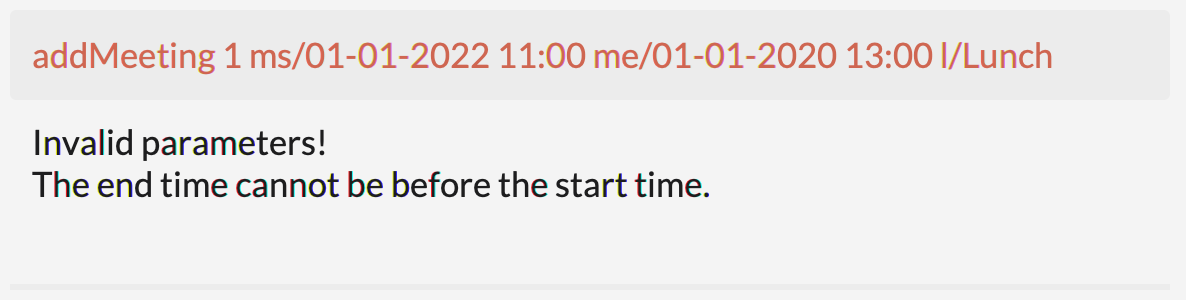 addMeeting 1 ms/01-01-2022 11:00 me/01-01-2020 13:00 l/Lunch
Invalid parameters!
The end time cannot be before the start time.